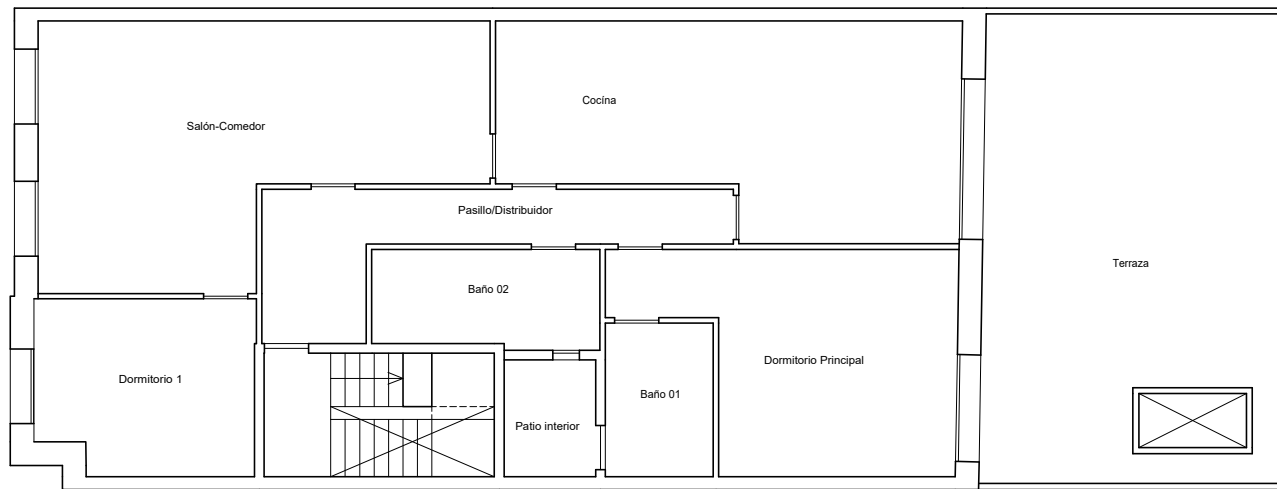 Cocína
Salón-Comedor
Pasillo/Distribuidor
Terraza
Baño 02
Dormitorio Principal
Dormitorio 1
Baño 01
Patio interior